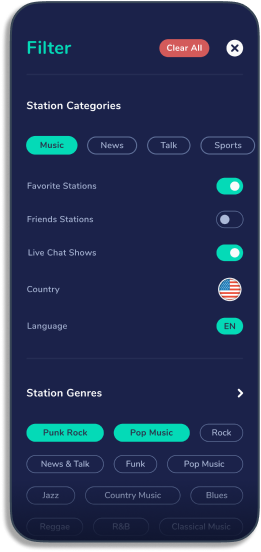 Filter Clear All
Station Categories
Music News Talk Sports
Favorite Stations
Friends Stations
Live Chat Shows
Country
Language EN
Station Genres
Punk Rock Pop Music Rock
News & Talk Funk Pop Music
Jazz Country Music Blues
Reggae R&B Classical Music